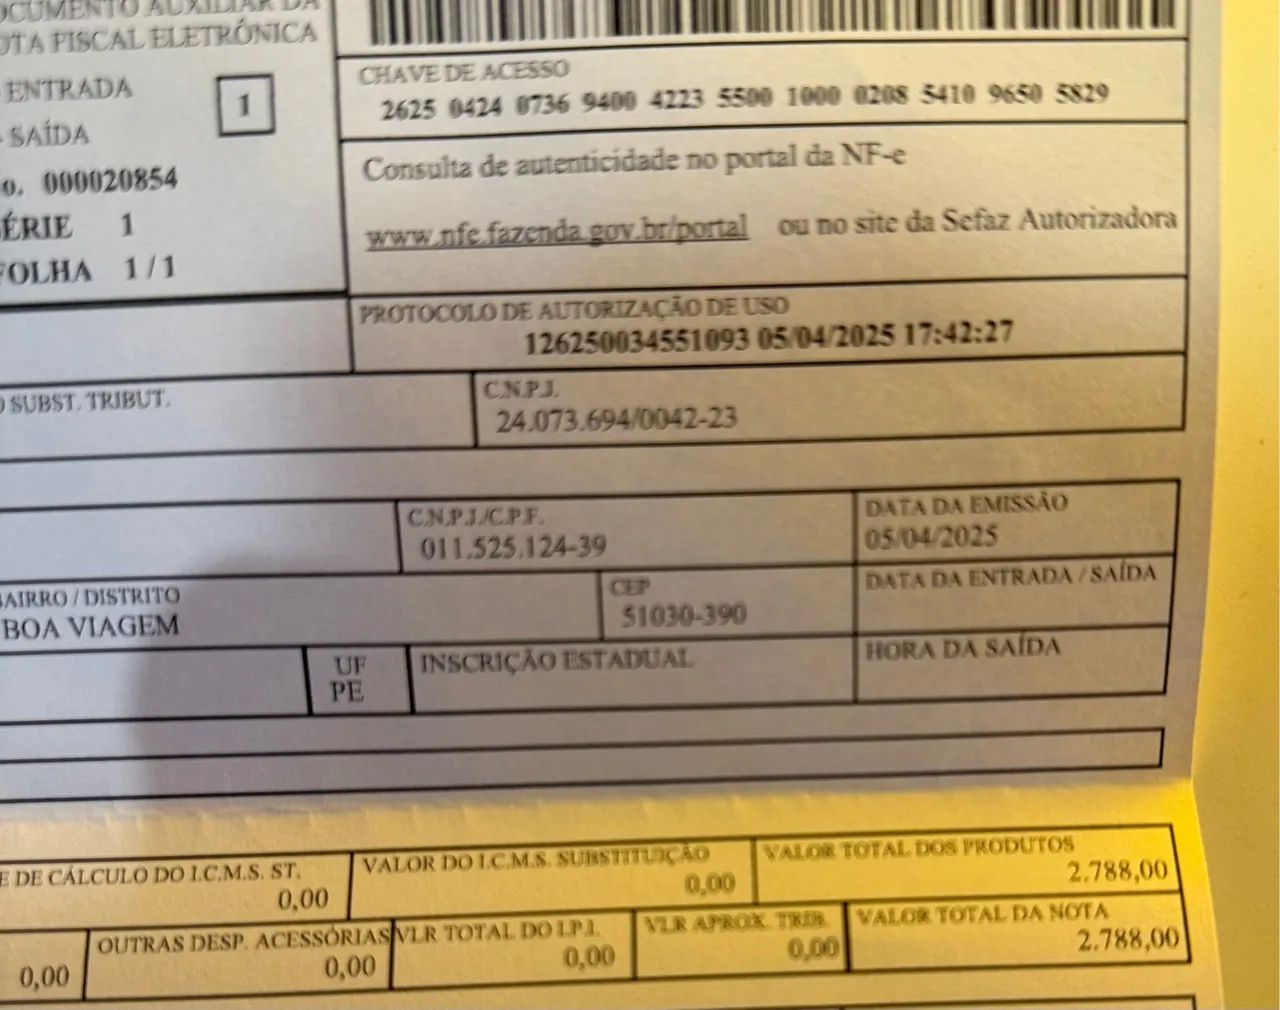 DOCUMENTO AUXILIAR DA
NOTA FISCAL ELETRÔNICA
ENTRADA
1
SAÍDA
o. 000020854
SÉRIE 1
FOLHA 1 / 1
CHAVE DE ACESSO
2625 0424 0736 9400 4223 5500 1000 0208 5410 9650 5829
Consulta de autenticidade no portal da NF-e
www.nfe.fazenda.gov.br/portal ou no site da Sefaz Autorizadora
PROTOCOLO DE AUTORIZAÇÃO DE USO
126250034551093 05/04/2025 17:42:27
O SUBST. TRIBUT.
C.N.P.J.
24.073.694/0042-23
C.N.P.J./C.P.F.
011.525.124-39
DATA DA EMISSÃO
05/04/2025
BAIRRO / DISTRITO
BOA VIAGEM
CEP
51030-390
DATA DA ENTRADA / SAÍDA
UF
PE
INSCRIÇÃO ESTADUAL
HORA DA SAÍDA
E DE CÁLCULO DO I.C.M.S. ST.
0,00
VALOR DO I.C.M.S. SUBSTITUIÇÃO
0,00
VALOR TOTAL DOS PRODUTOS
2.788,00
0,00
OUTRAS DESP. ACESSÓRIAS
0,00
VLR TOTAL DO I.P.I.
0,00
VLR APROX. TRIB.
0,00
VALOR TOTAL DA NOTA
2.788,00